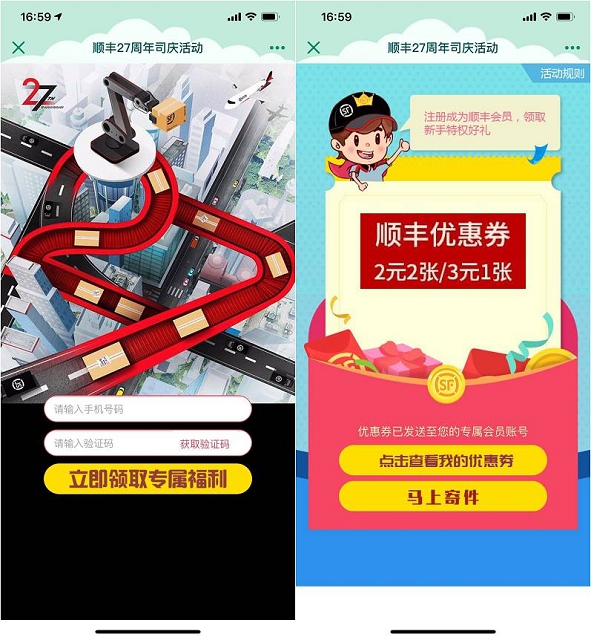 16:59
顺丰27周年司庆活动
27
TH
请输入手机号码
请输入验证码
获取验证码
立即领取专属福利
16:59
顺丰27周年司庆活动
活动规则
SF
注册成为顺丰会员，领取
新手特权好礼
顺丰优惠券
2元2张/3元1张
SF
优惠券已发送至您的专属会员账号
点击查看我的优惠券
马上寄件